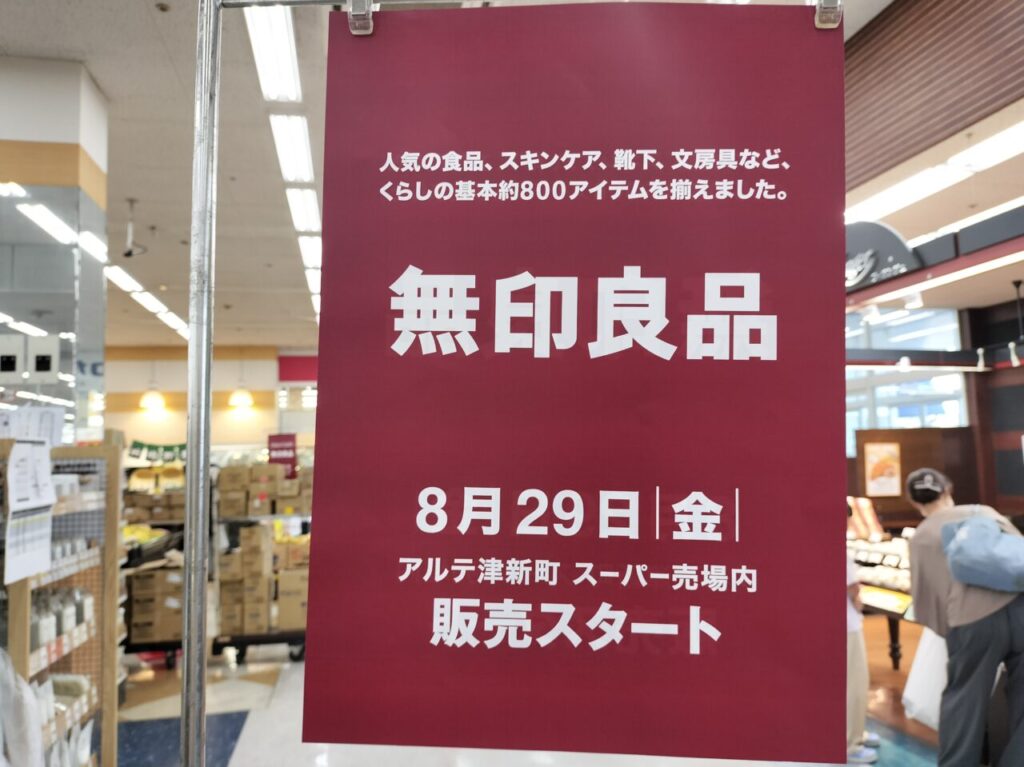 人気の食品、スキンケア、靴下、文房具など、
くらしの基本約800アイテムを揃えました。
無印良品
8月29日|金|
アルテ津新町 スーパー売場内
販売スタート